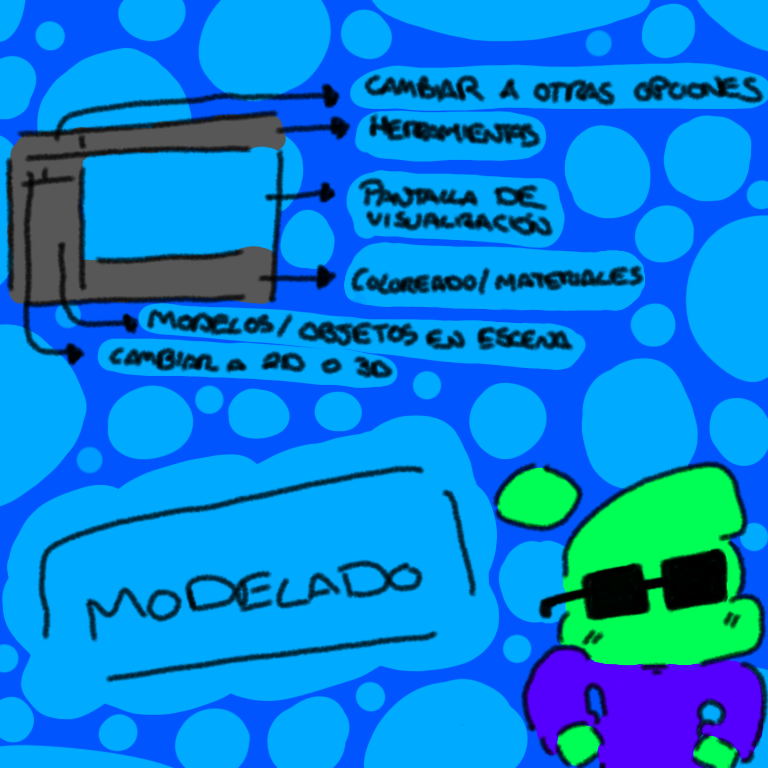 CAMBIAR A OTRAS OPCIONES
HERRAMIENTAS
PANTALLA DE
VISUALIZACIÓN
COLOREADO/MATERIALES
MODELOS/OBJETOS EN ESCENA
CAMBIAR A 2D O 3D
MODELADO